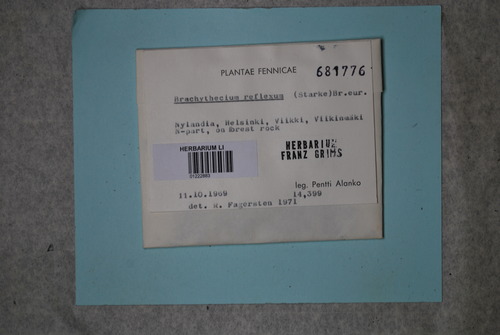 PLANTAE FENNICAE
681776
Brachythecium reflexum (Starke)Br.eur.
Nylandia, Helsinki, Viikki, Viikinmäki
N-part, on forest rock
HERBARIUM
FRANZ GRIMS
HERBARIUM LI
leg. Pentti Alanko
11.10.1969 14,399
det. R. Fagersten 1971